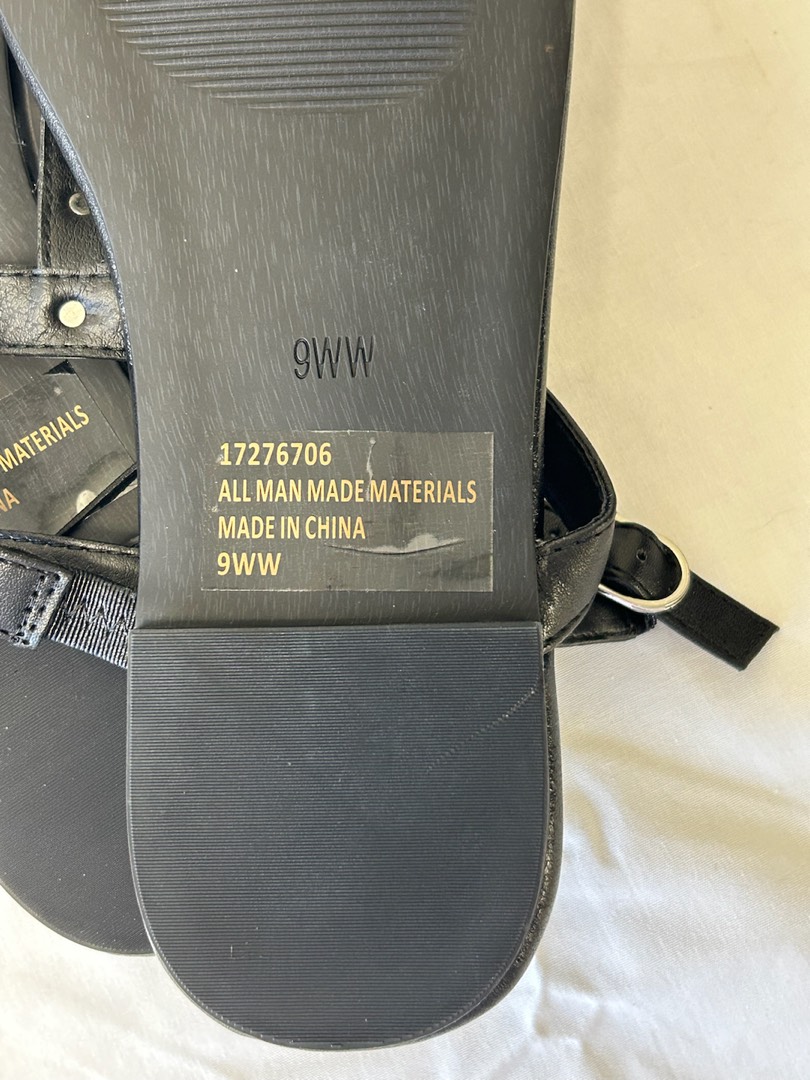 9WW
17276706
ALL MAN MADE MATERIALS
MADE IN CHINA
9WW
MATERIALS
NA